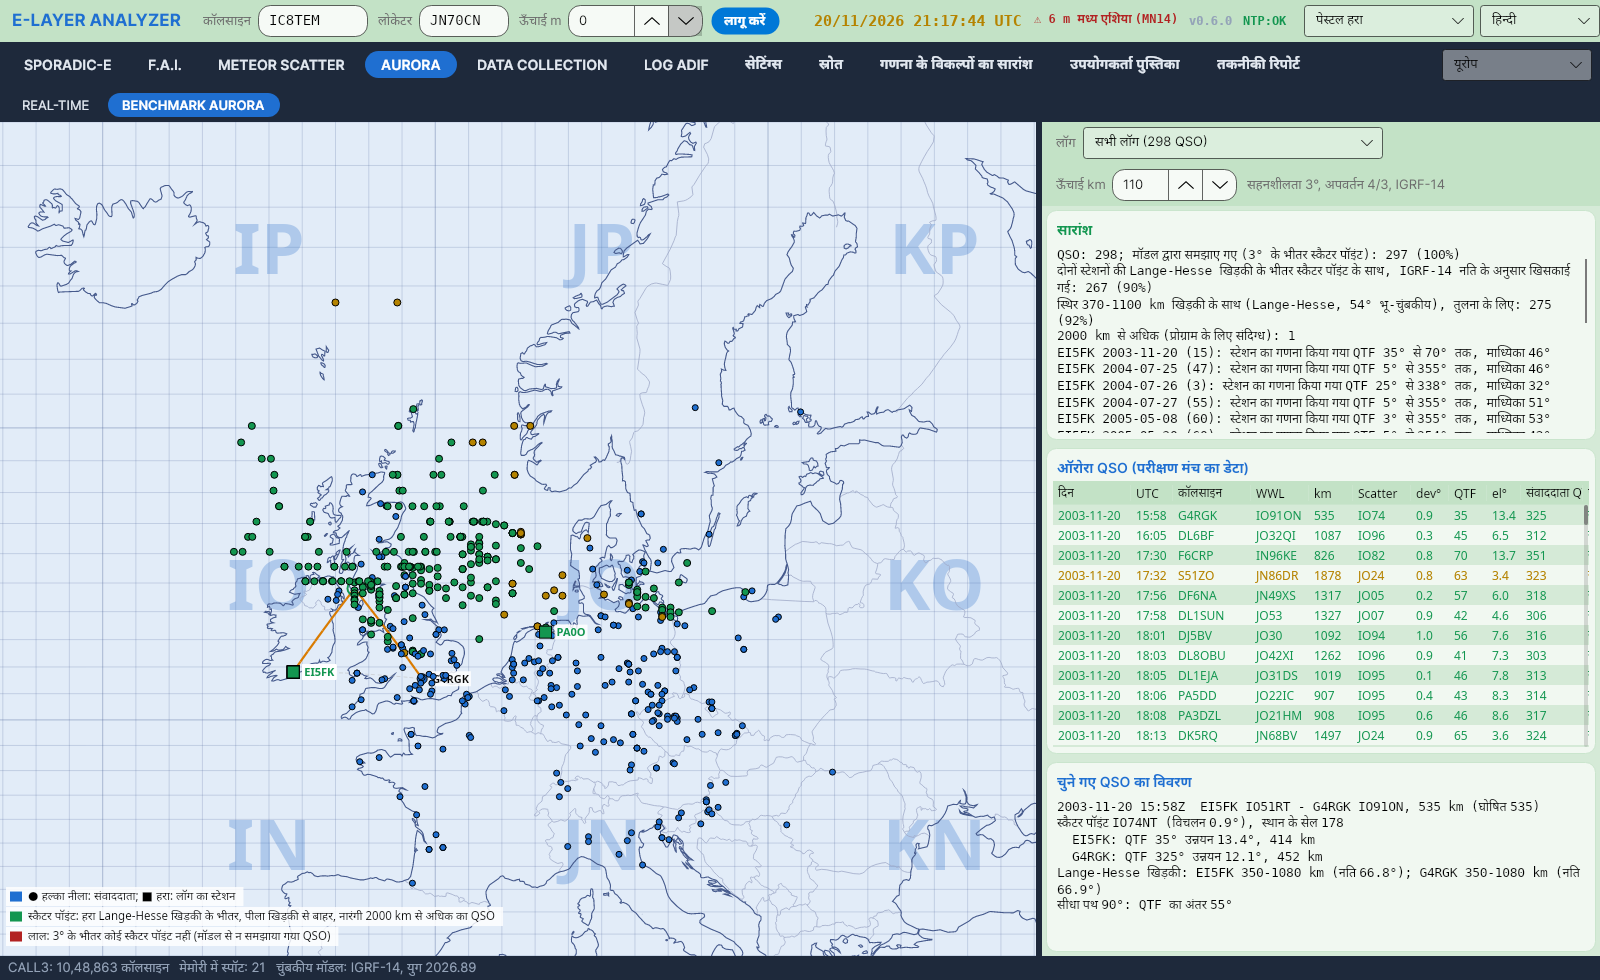 E-LAYER ANALYZER कॉलसाइन IC8TEM लोकेटर JN70CN ऊँचाई m 0 लागू करें 20/11/2026 21:17:44 UTC ⚠ 6 m मध्य एशिया (MN14) v0.6.0 NTP:OK पेस्टल हरा हिन्दी
SPORADIC-E F.A.I. METEOR SCATTER AURORA DATA COLLECTION LOG ADIF सेटिंग्स स्रोत गणना के विकल्पों का सारांश उपयोगकर्ता पुस्तिका तकनीकी रिपोर्ट यूरोप
REAL-TIME BENCHMARK AURORA
IP JP KP
IO JO KO
IN JN KN
PA0O
EI5FK
G4RGK
● हल्का नीला: संवाददाता; ■ हरा: लॉग का स्टेशन
स्कैटर पॉइंट: हरा Lange-Hesse खिड़की के भीतर, पीला खिड़की से बाहर, नारंगी 2000 km से अधिक का QSO
लाल: 3° के भीतर कोई स्कैटर पॉइंट नहीं (मॉडल से न समझाया गया QSO)
लॉग सभी लॉग (298 QSO)
ऊँचाई km 110 सहनशीलता 3°, अपवर्तन 4/3, IGRF-14
सारांश
QSO: 298; मॉडल द्वारा समझाए गए (3° के भीतर स्कैटर पॉइंट): 297 (100%)
दोनों स्टेशनों की Lange-Hesse खिड़की के भीतर स्कैटर पॉइंट के साथ, IGRF-14 नति के अनुसार खिसकाई
गई: 267 (90%)
स्थिर 370-1100 km खिड़की के साथ (Lange-Hesse, 54° भू-चुंबकीय), तुलना के लिए: 275
(92%)
2000 km से अधिक (प्रोग्राम के लिए संदिग्ध): 1
EI5FK 2003-11-20 (15): स्टेशन का गणना किया गया QTF 35° से 70° तक, माध्यिका 46°
EI5FK 2004-07-25 (47): स्टेशन का गणना किया गया QTF 5° से 355° तक, माध्यिका 46°
EI5FK 2004-07-26 (3): स्टेशन का गणना किया गया QTF 25° से 338° तक, माध्यिका 32°
EI5FK 2004-07-27 (55): स्टेशन का गणना किया गया QTF 5° से 355° तक, माध्यिका 51°
EI5FK 2005-05-08 (60): स्टेशन का गणना किया गया QTF 3° से 355° तक, माध्यिका 53°
ऑरोरा QSO (परीक्षण मंच का डेटा)
दिन UTC कॉलसाइन WWL km Scatter dev° QTF el° संवाददाता Q
2003-11-20 15:58 G4RGK IO91ON 535 IO74 0.9 35 13.4 325
2003-11-20 16:05 DL6BF JO32QI 1087 IO96 0.3 45 6.5 312
2003-11-20 17:30 F6CRP IN96KE 826 IO82 0.8 70 13.7 351
2003-11-20 17:32 S51ZO JN86DR 1878 JO24 0.8 63 3.4 323
2003-11-20 17:56 DF6NA JN49XS 1317 JO05 0.2 57 6.0 318
2003-11-20 17:58 DL1SUN JO53 1327 JO07 0.9 42 4.6 306
2003-11-20 18:01 DJ5BV JO30 1092 IO94 1.0 56 7.6 316
2003-11-20 18:03 DL8OBU JO42XI 1262 IO96 0.9 41 7.3 303
2003-11-20 18:05 DL1EJA JO31DS 1019 IO95 0.1 46 7.8 313
2003-11-20 18:06 PA5DD JO22IC 907 IO95 0.4 43 8.3 314
2003-11-20 18:08 PA3DZL JO21HM 908 IO95 0.6 46 8.6 317
2003-11-20 18:13 DK5RQ JN68BV 1497 JO24 0.9 65 3.6 324
चुने गए QSO का विवरण
2003-11-20 15:58Z EI5FK IO51RT - G4RGK IO91ON, 535 km (घोषित 535)
स्कैटर पॉइंट IO74NT (विचलन 0.9°), स्थान के सेल 178
EI5FK: QTF 35° उन्नयन 13.4°, 414 km
G4RGK: QTF 325° उन्नयन 12.1°, 452 km
Lange-Hesse खिड़की: EI5FK 350-1080 km (नति 66.8°); G4RGK 350-1080 km (नति
66.9°)
सीधा पथ 90°: QTF का अंतर 55°
CALL3: 10,48,863 कॉलसाइन मेमोरी में स्पॉट: 21 चुंबकीय मॉडल: IGRF-14, युग 2026.89